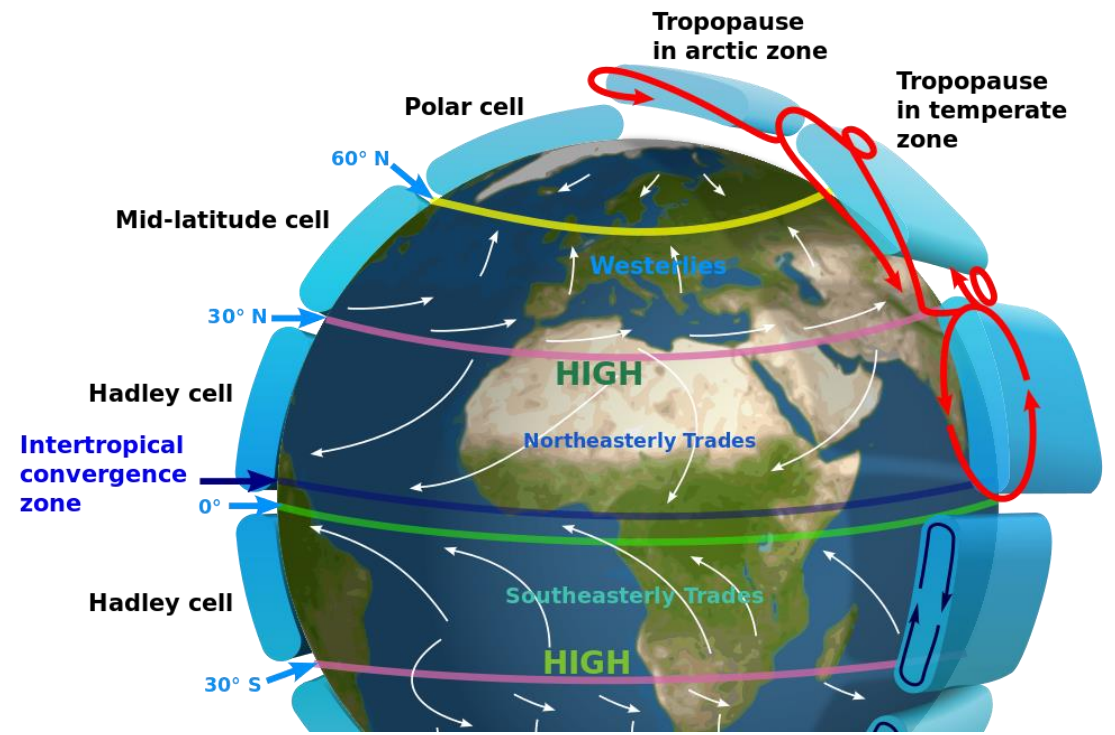 Tropopause
in arctic zone
Tropopause
in temperate
zone
Polar cell
60° N
Mid-latitude cell
Westerlies
30° N
HIGH
Hadley cell
Northeasterly Trades
Intertropical
convergence
zone
0°
Southeasterly Trades
Hadley cell
HIGH
30° S